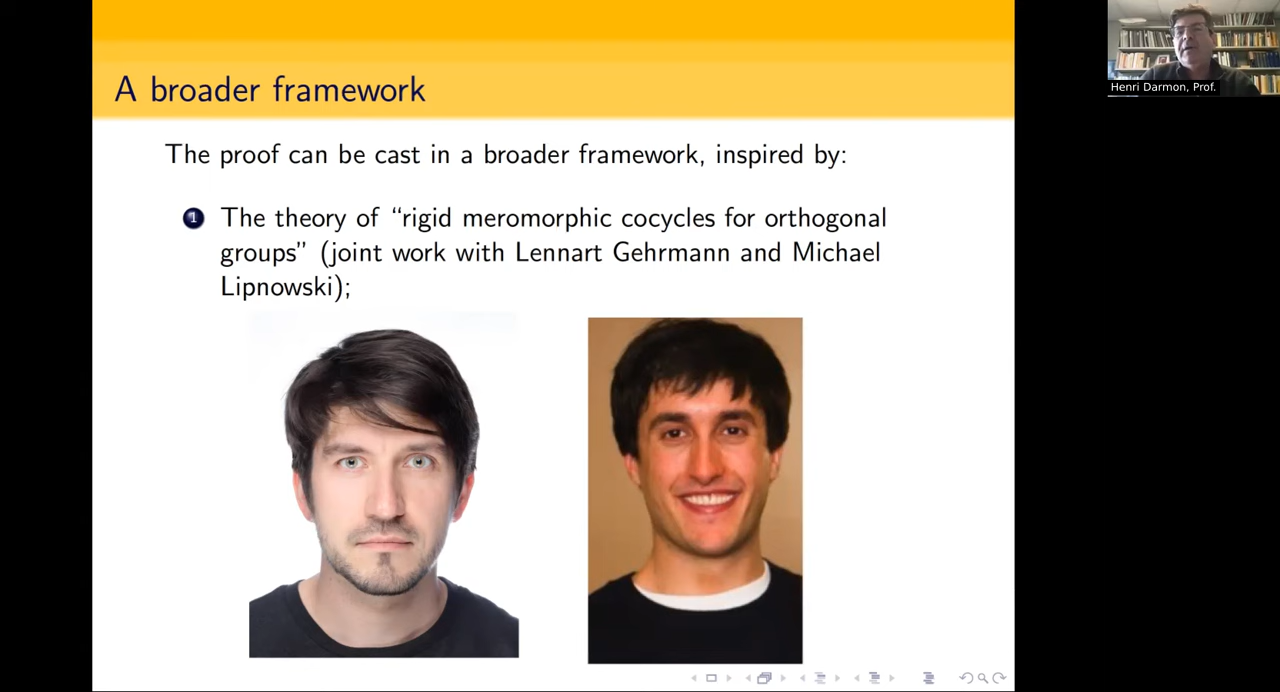 A broader framework
The proof can be cast in a broader framework, inspired by:
1 The theory of “rigid meromorphic cocycles for orthogonal
groups” (joint work with Lennart Gehrmann and Michael
Lipnowski);
Henri Darmon, Prof.